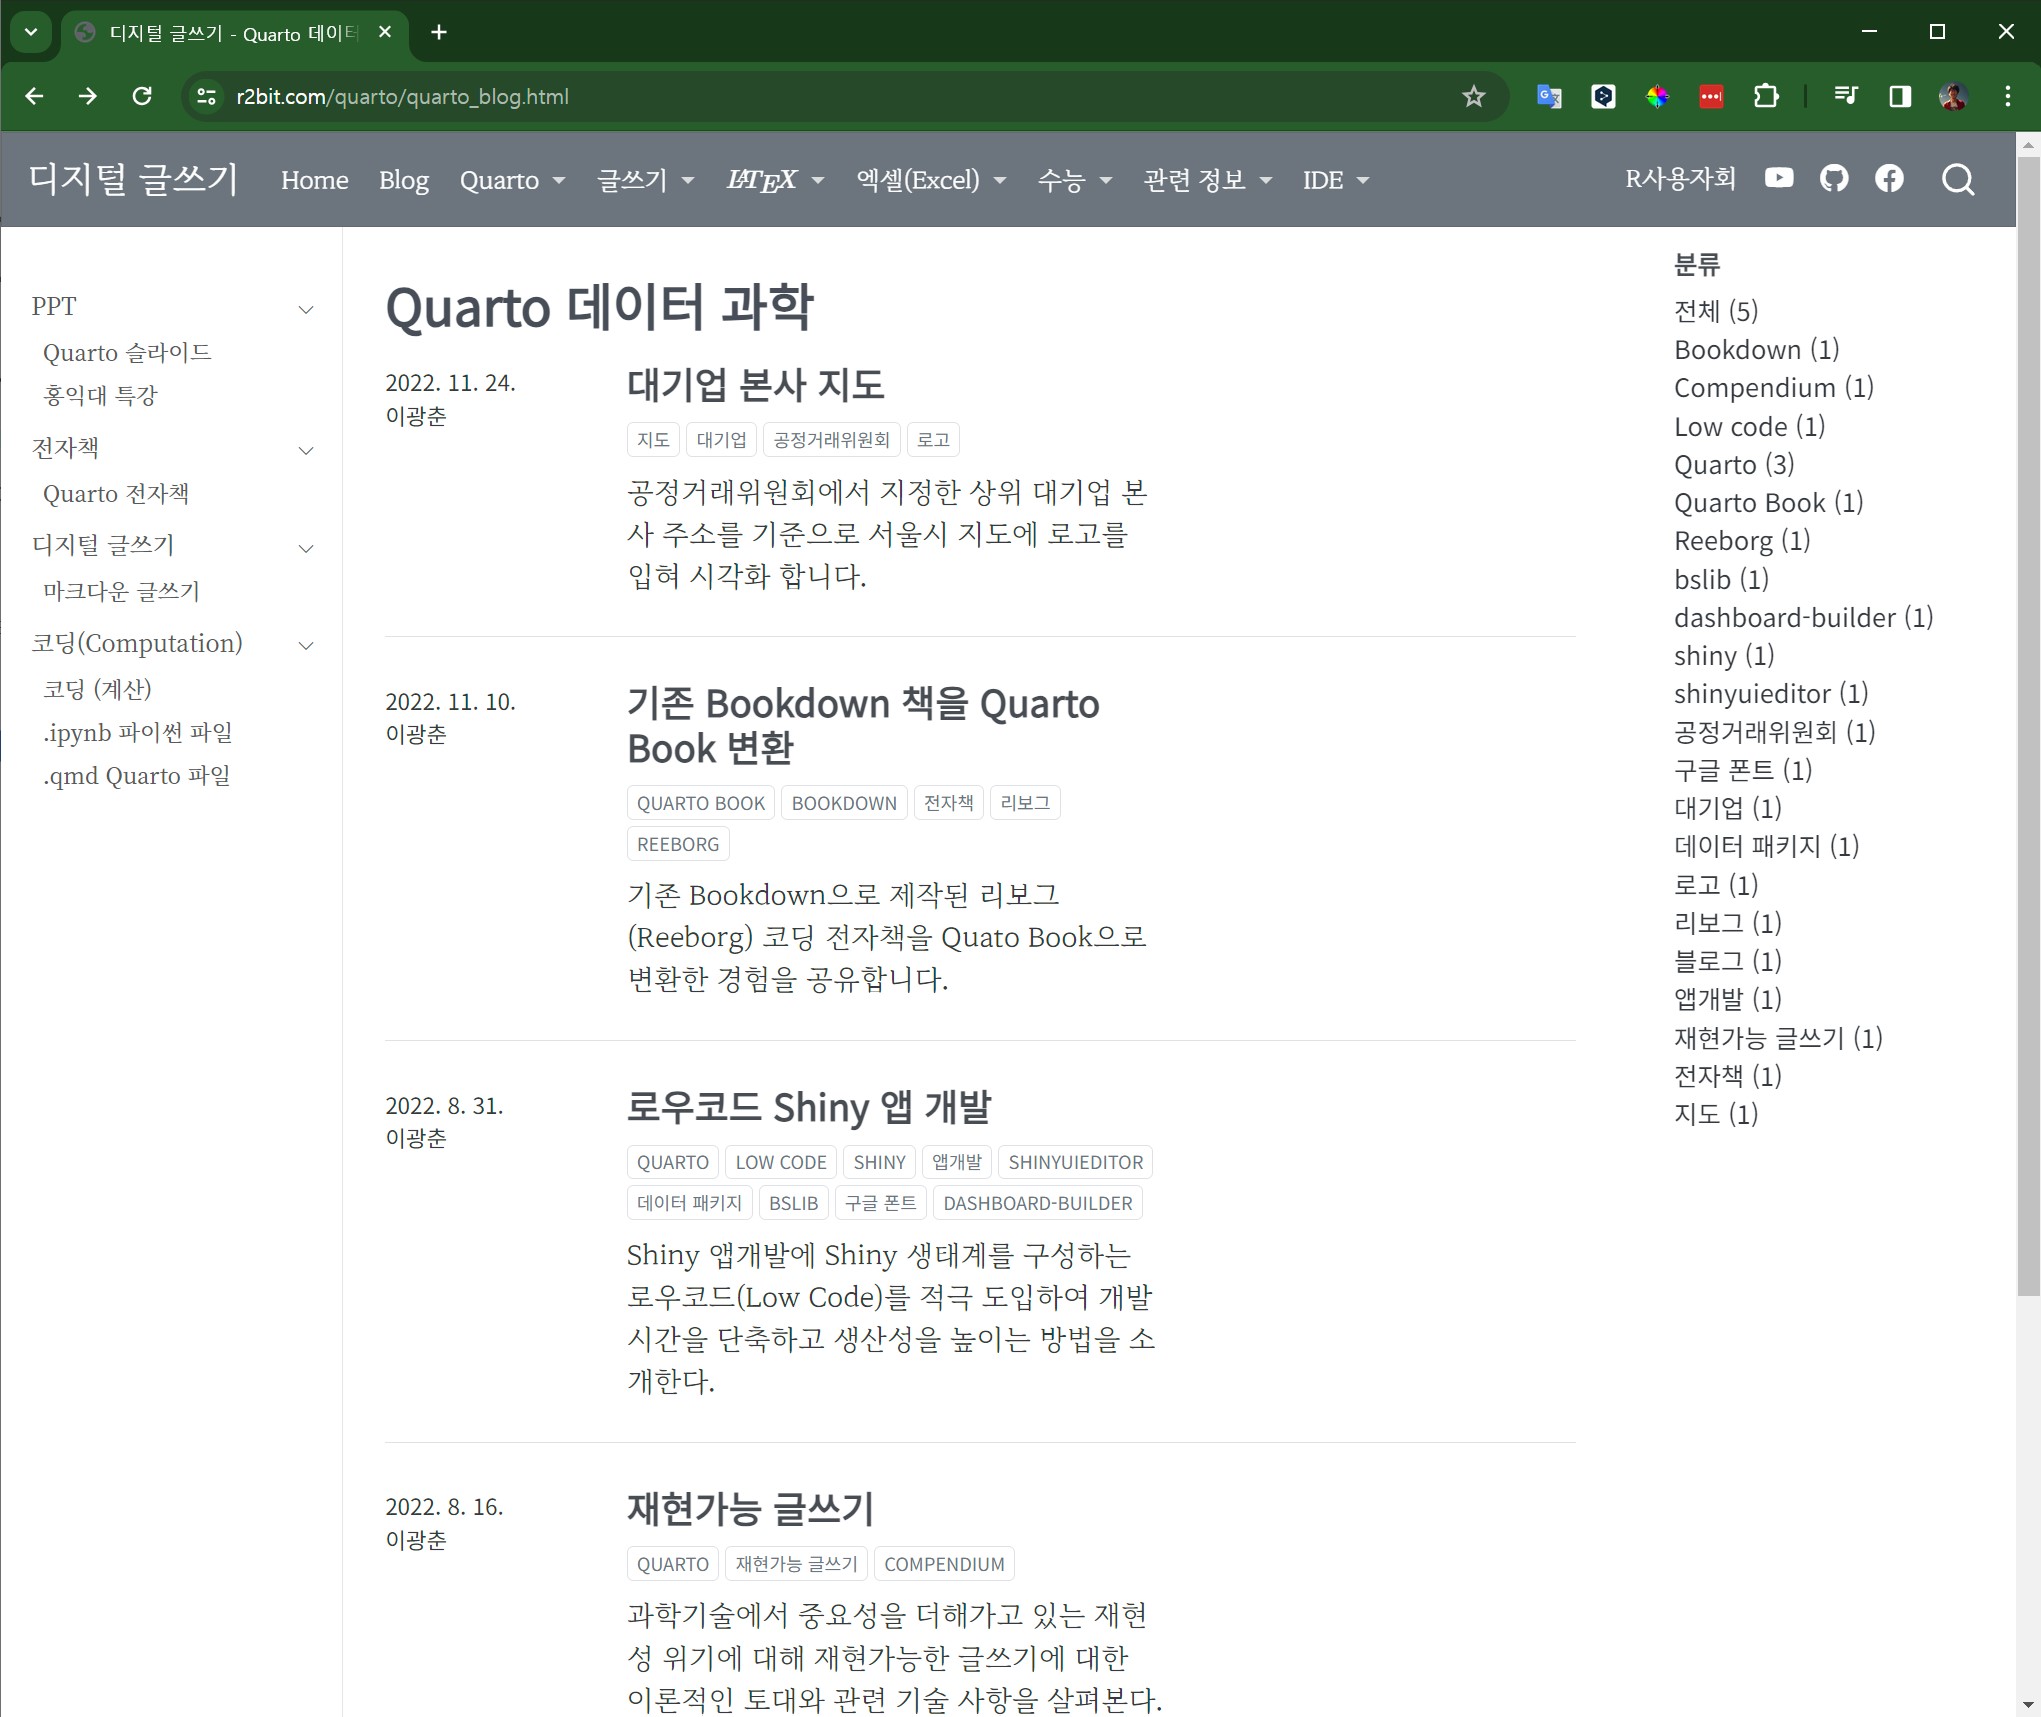 디지털 글쓰기 - Quarto 데이터
r2bit.com/quarto/quarto_blog.html
디지털 글쓰기 Home Blog Quarto 글쓰기 LATEX 엑셀(Excel) 수능 관련 정보 IDE R사용자회
PPT
Quarto 슬라이드
홍익대 특강
전자책
Quarto 전자책
디지털 글쓰기
마크다운 글쓰기
코딩(Computation)
코딩 (계산)
.ipynb 파이썬 파일
.qmd Quarto 파일
Quarto 데이터 과학
2022. 11. 24.
이광춘
대기업 본사 지도
지도 대기업 공정거래위원회 로고
공정거래위원회에서 지정한 상위 대기업 본
사 주소를 기준으로 서울시 지도에 로고를
입혀 시각화 합니다.
2022. 11. 10.
이광춘
기존 Bookdown 책을 Quarto
Book 변환
QUARTO BOOK BOOKDOWN 전자책 리보그
REEBORG
기존 Bookdown으로 제작된 리보그
(Reeborg) 코딩 전자책을 Quato Book으로
변환한 경험을 공유합니다.
2022. 8. 31.
이광춘
로우코드 Shiny 앱 개발
QUARTO LOW CODE SHINY 앱개발 SHINYUIEDITOR
데이터 패키지 BSLIB 구글 폰트 DASHBOARD-BUILDER
Shiny 앱개발에 Shiny 생태계를 구성하는
로우코드(Low Code)를 적극 도입하여 개발
시간을 단축하고 생산성을 높이는 방법을 소
개한다.
2022. 8. 16.
이광춘
재현가능 글쓰기
QUARTO 재현가능 글쓰기 COMPENDIUM
과학기술에서 중요성을 더해가고 있는 재현
성 위기에 대해 재현가능한 글쓰기에 대한
이론적인 토대와 관련 기술 사항을 살펴본다.
분류
전체 (5)
Bookdown (1)
Compendium (1)
Low code (1)
Quarto (3)
Quarto Book (1)
Reeborg (1)
bslib (1)
dashboard-builder (1)
shiny (1)
shinyuieditor (1)
공정거래위원회 (1)
구글 폰트 (1)
대기업 (1)
데이터 패키지 (1)
로고 (1)
리보그 (1)
블로그 (1)
앱개발 (1)
재현가능 글쓰기 (1)
전자책 (1)
지도 (1)